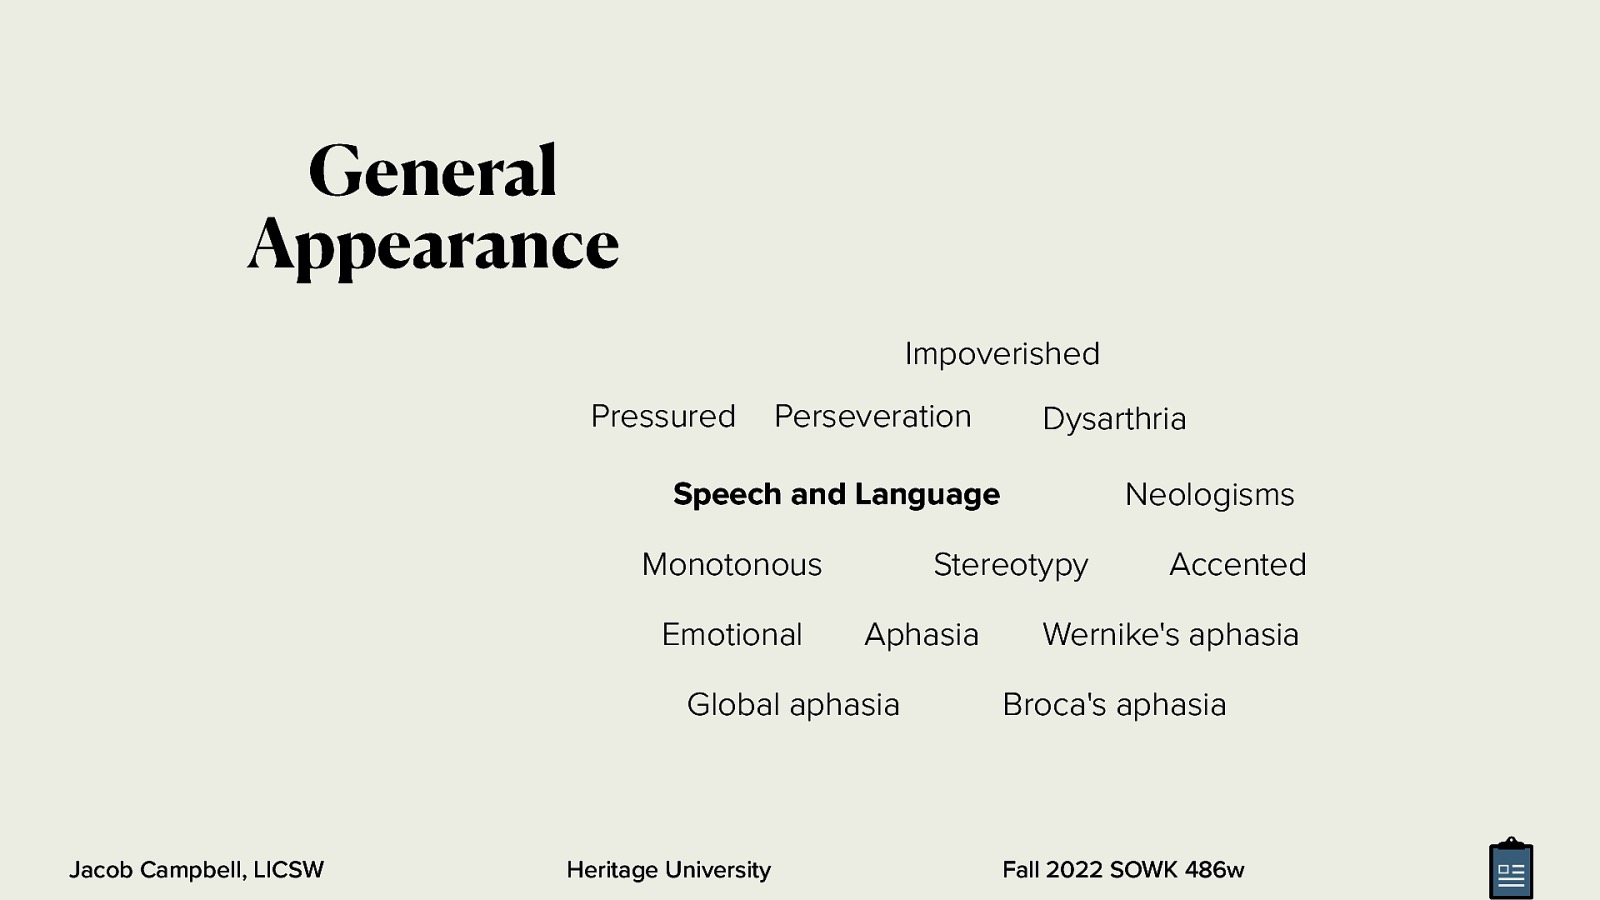 General
Appearance
Impoverished
Pressured Perseveration Dysarthria
Speech and Language Neologisms
Monotonous Stereotypy Accented
Emotional Aphasia Wernike's aphasia
Global aphasia Broca's aphasia
Jacob Campbell, LICSW Heritage University Fall 2022 SOWK 486w